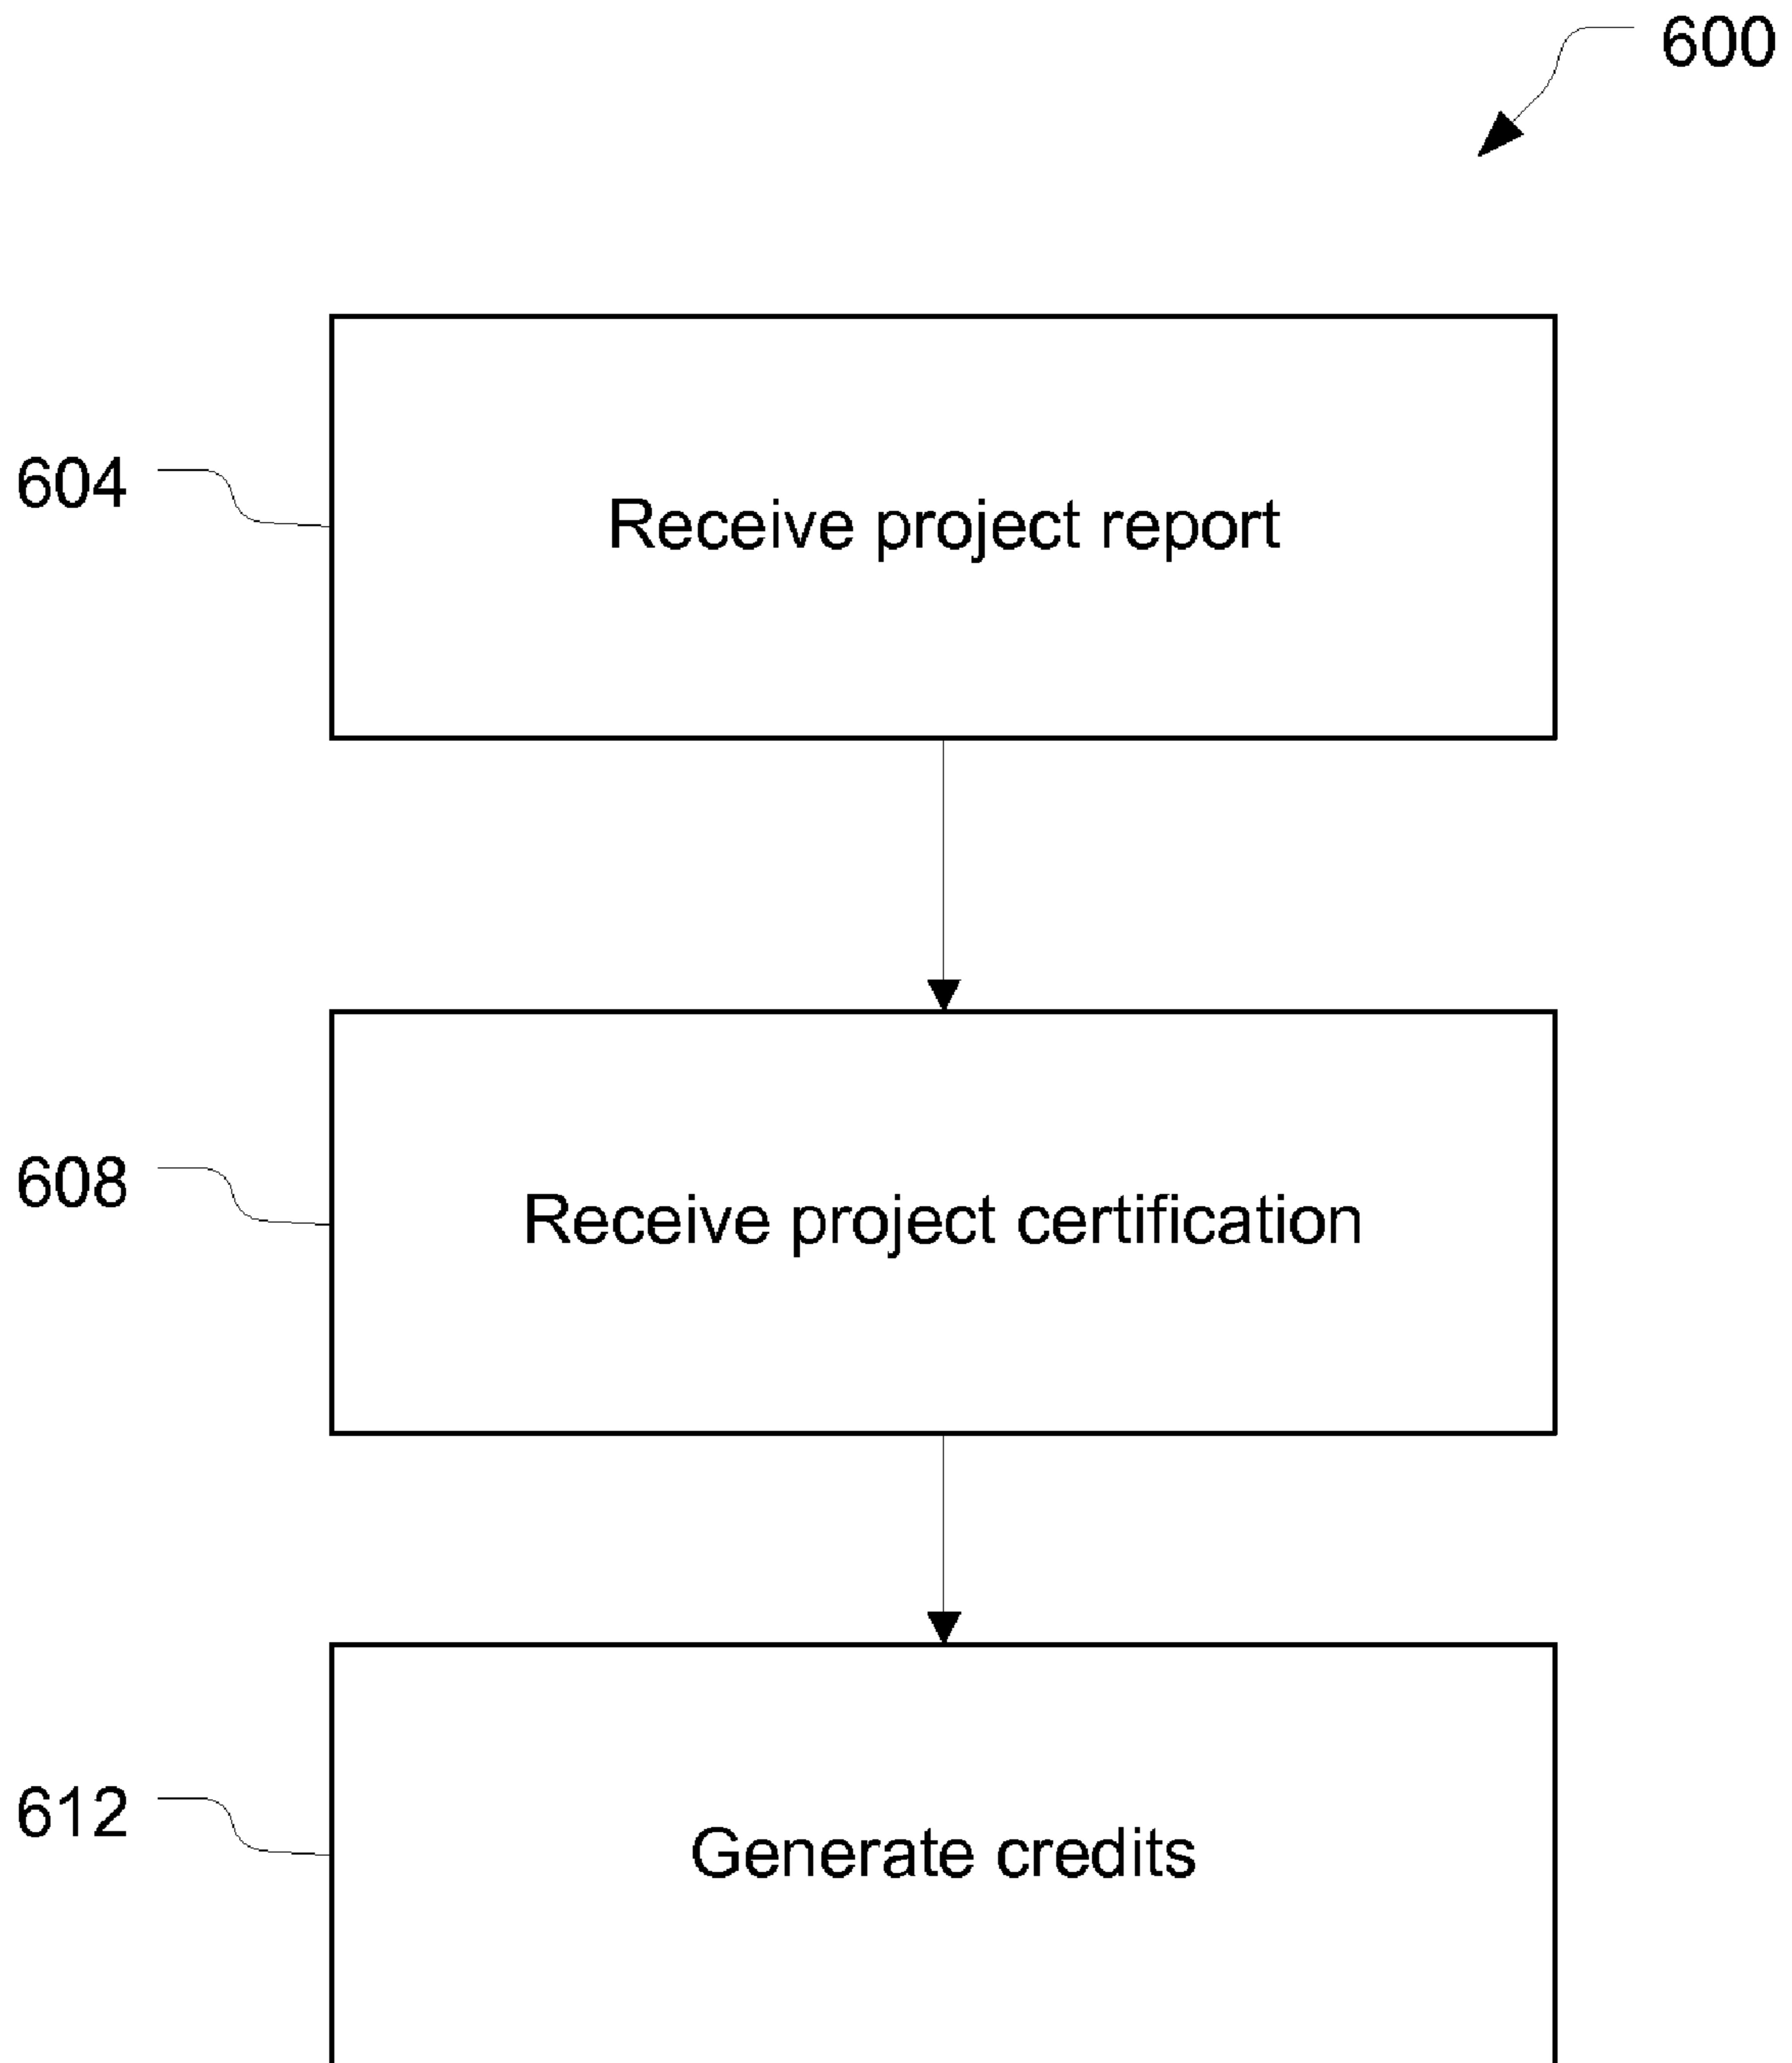 600
604
Receive project report
608
Receive project certification
612
Generate credits